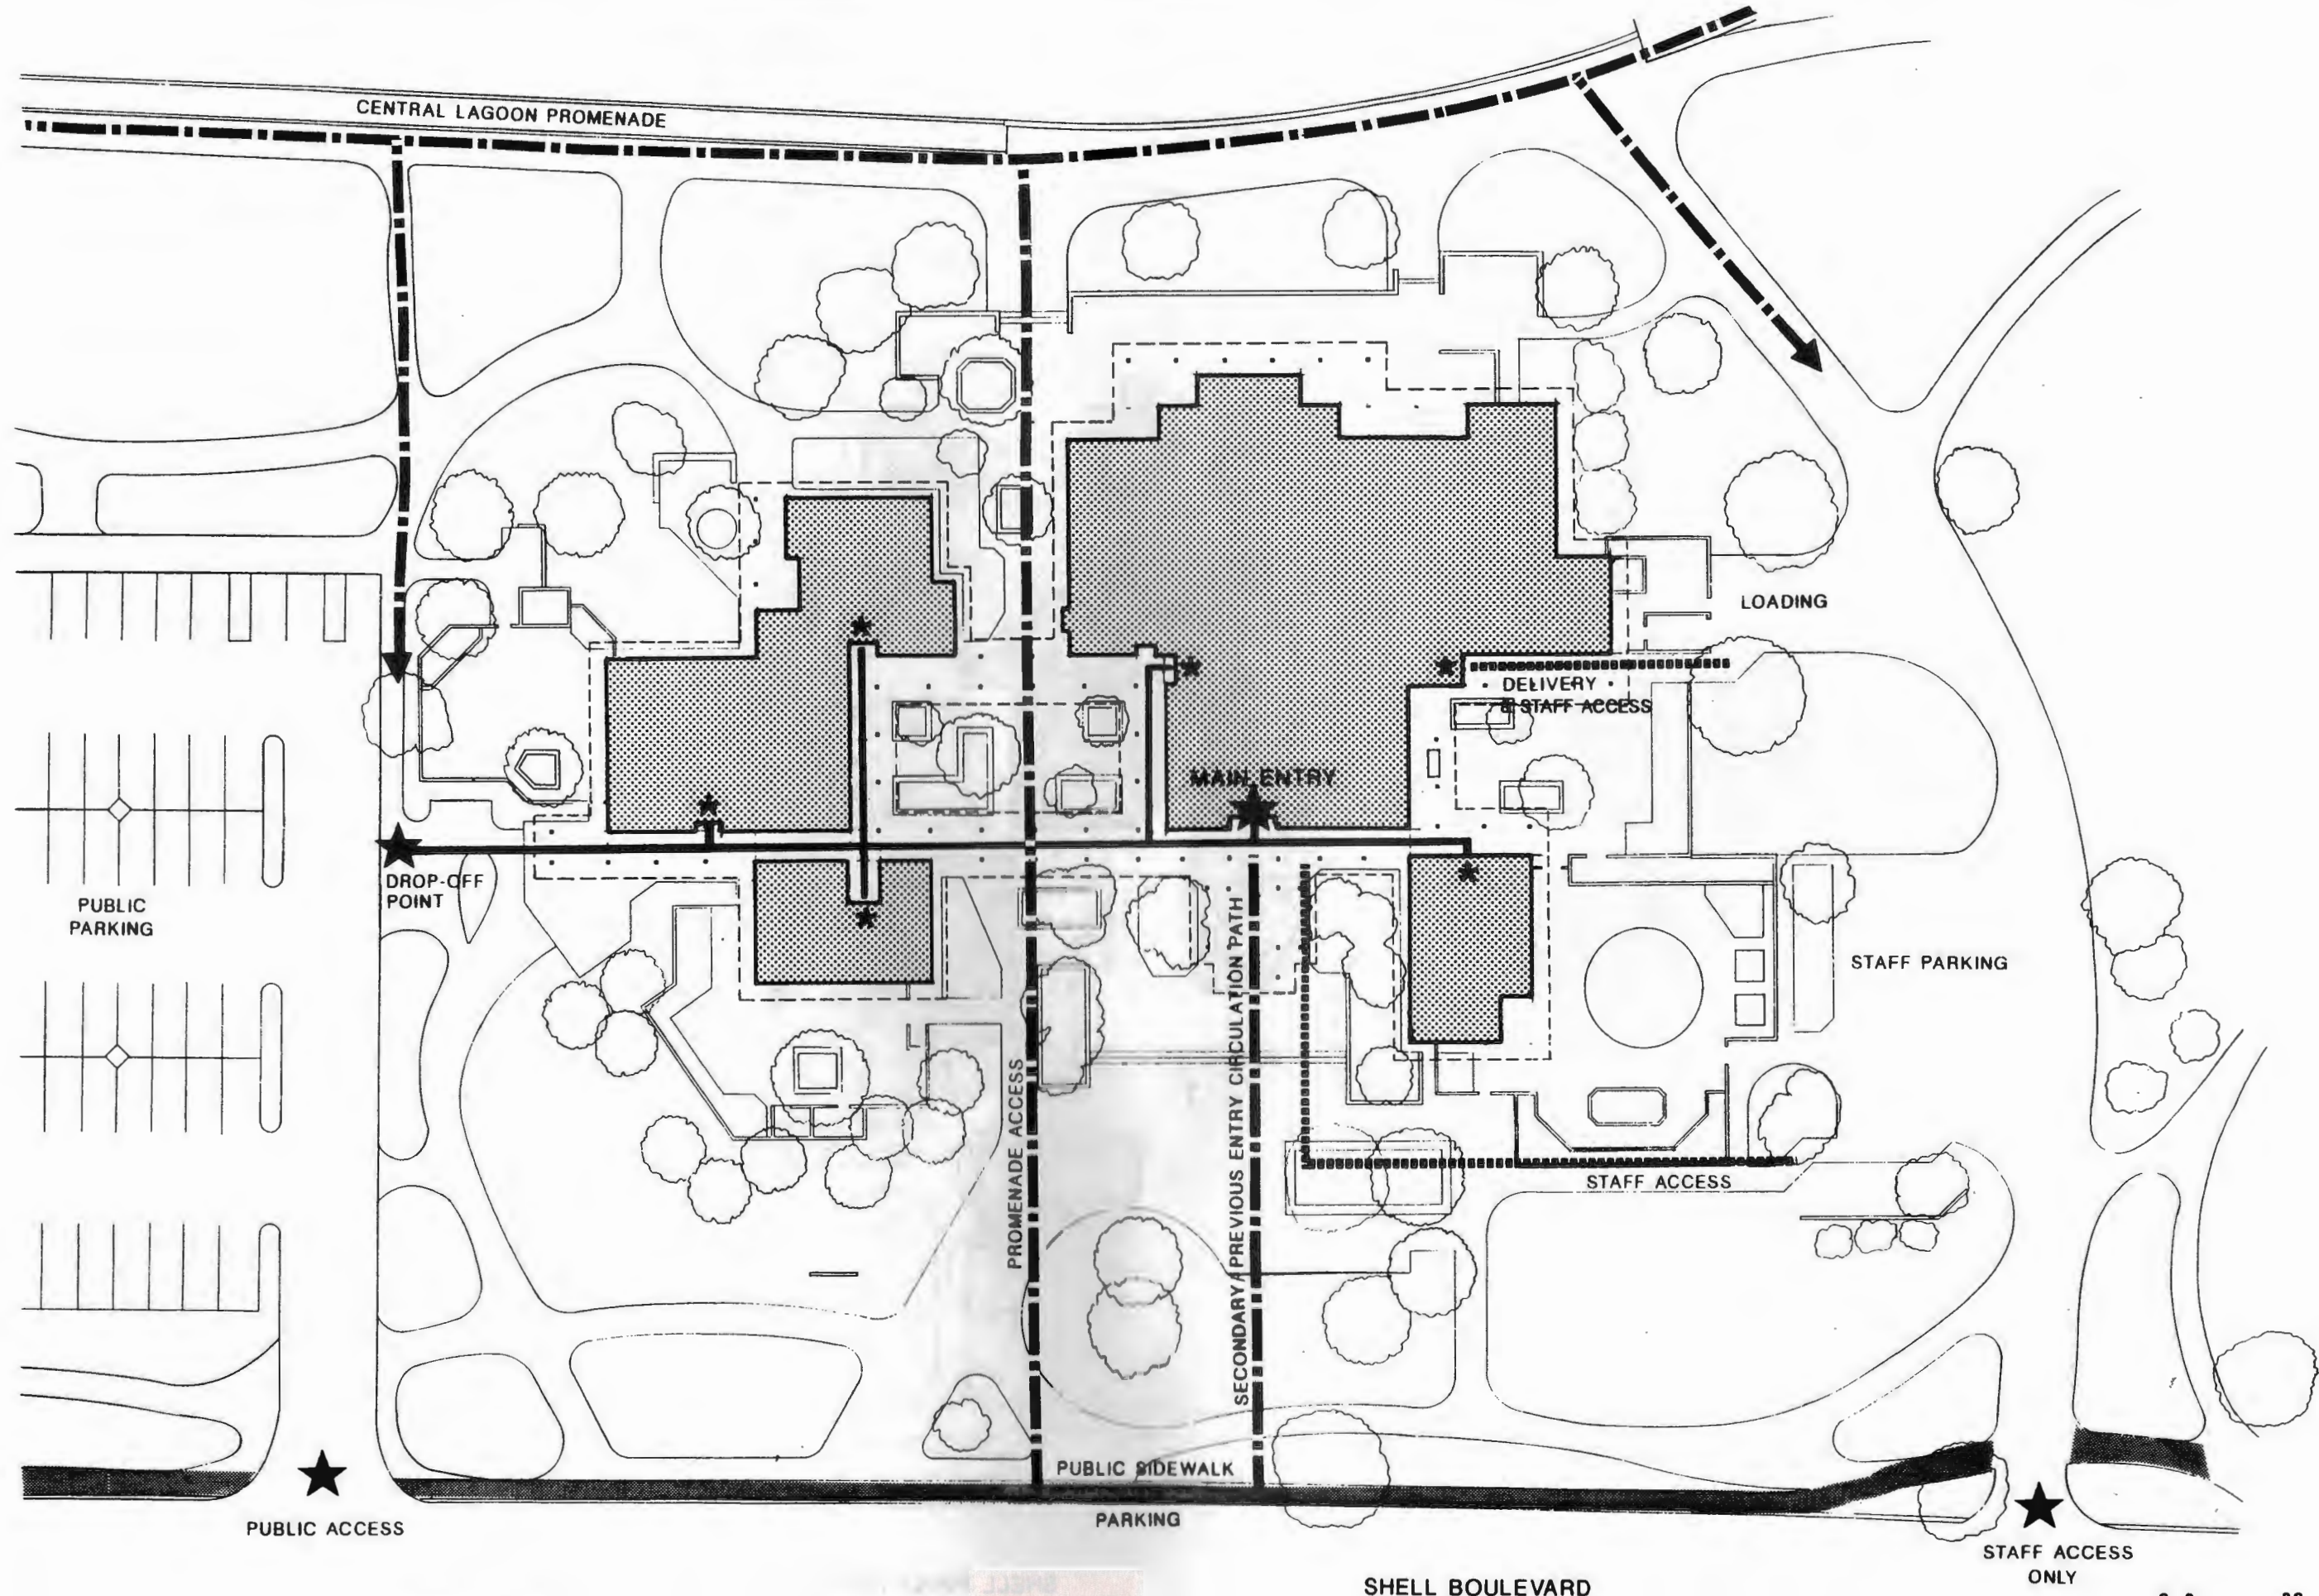 CENTRAL LAGOON PROMENADE
LOADING
DELIVERY
& STAFF ACCESS
MAIN ENTRY
DROP-OFF
POINT
PUBLIC
PARKING
STAFF PARKING
PROMENADE ACCESS
SECONDARY/PREVIOUS ENTRY CIRCULATION PATH
STAFF ACCESS
PUBLIC SIDEWALK
PARKING
PUBLIC ACCESS
STAFF ACCESS
ONLY
SHELL BOULEVARD